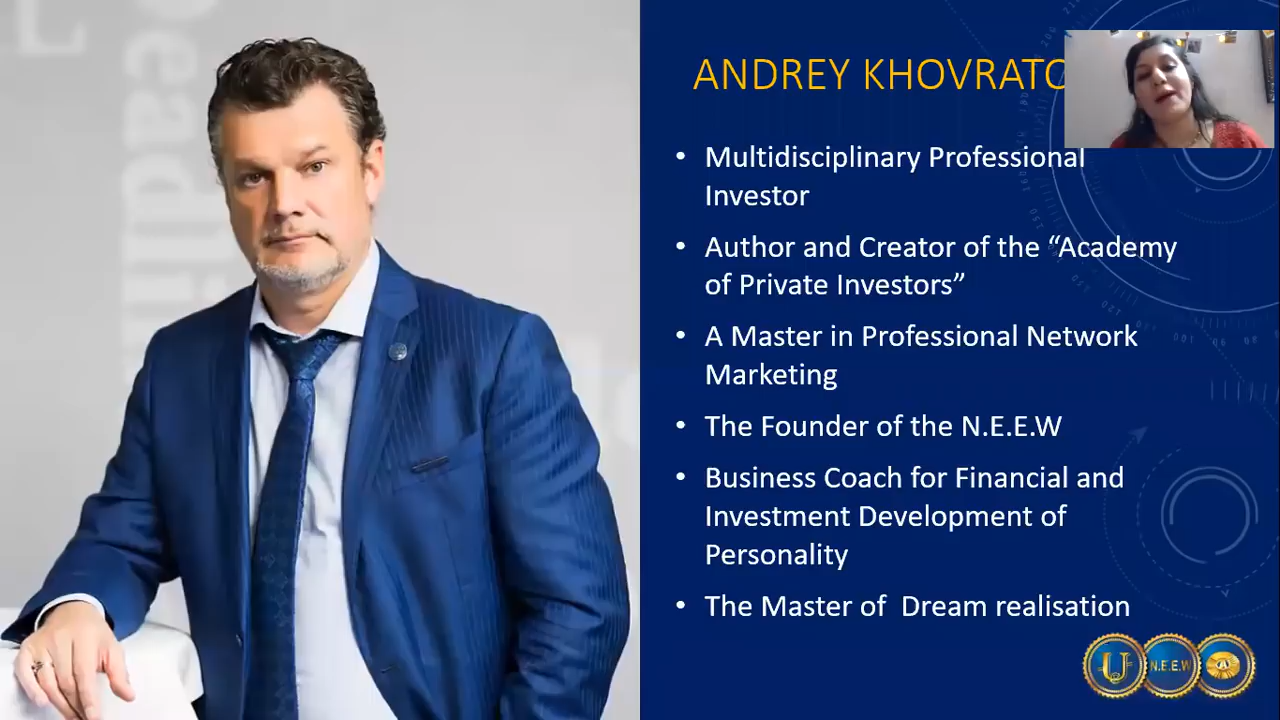 eadin
ANDREY KHOVRATO
• Multidisciplinary Professional
Investor
• Author and Creator of the “Academy
of Private Investors”
• A Master in Professional Network
Marketing
• The Founder of the N.E.E.W
• Business Coach for Financial and
Investment Development of
Personality
• The Master of  Dream realisation
N.E.E.W